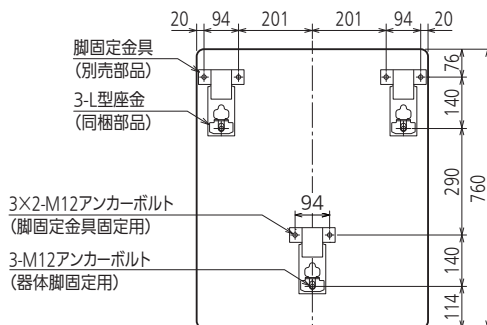 20 94 201 201 94 20
脚固定金具
(別売部品)
3-L型座金
(同梱部品)
76
140
290
760
3×2-M12アンカーボルト
(脚固定金具固定用)
94
3-M12アンカーボルト
(器体脚固定用)
140
114